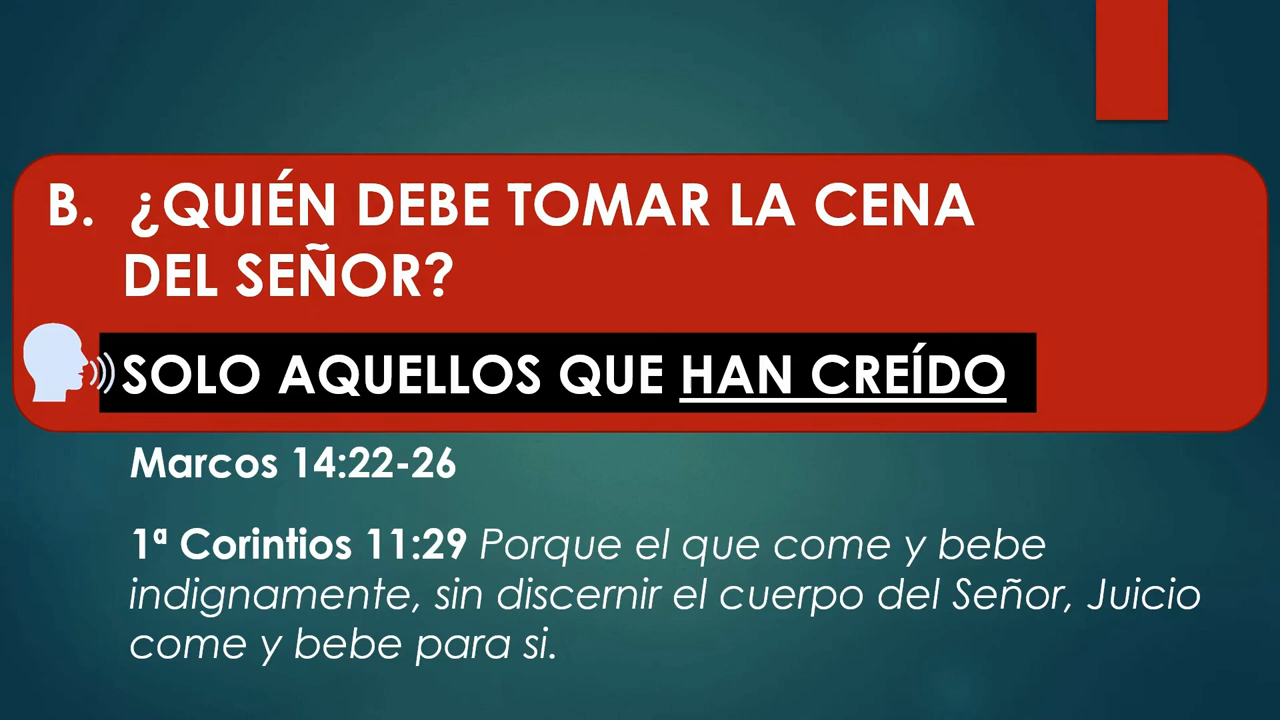 B. ¿QUIÉN DEBE TOMAR LA CENA
DEL SEÑOR?
SOLO AQUELLOS QUE HAN CREÍDO
Marcos 14:22-26
1ª Corintios 11:29 Porque el que come y bebe
indignamente, sin discernir el cuerpo del Señor, Juicio
come y bebe para si.